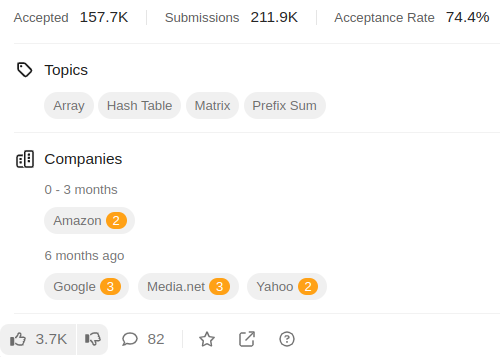 Accepted 157.7K Submissions 211.9K Acceptance Rate 74.4%
Topics
Array Hash Table Matrix Prefix Sum
Companies
0 - 3 months
Amazon 2
6 months ago
Google 3 Media.net 3 Yahoo 2
3.7K 82